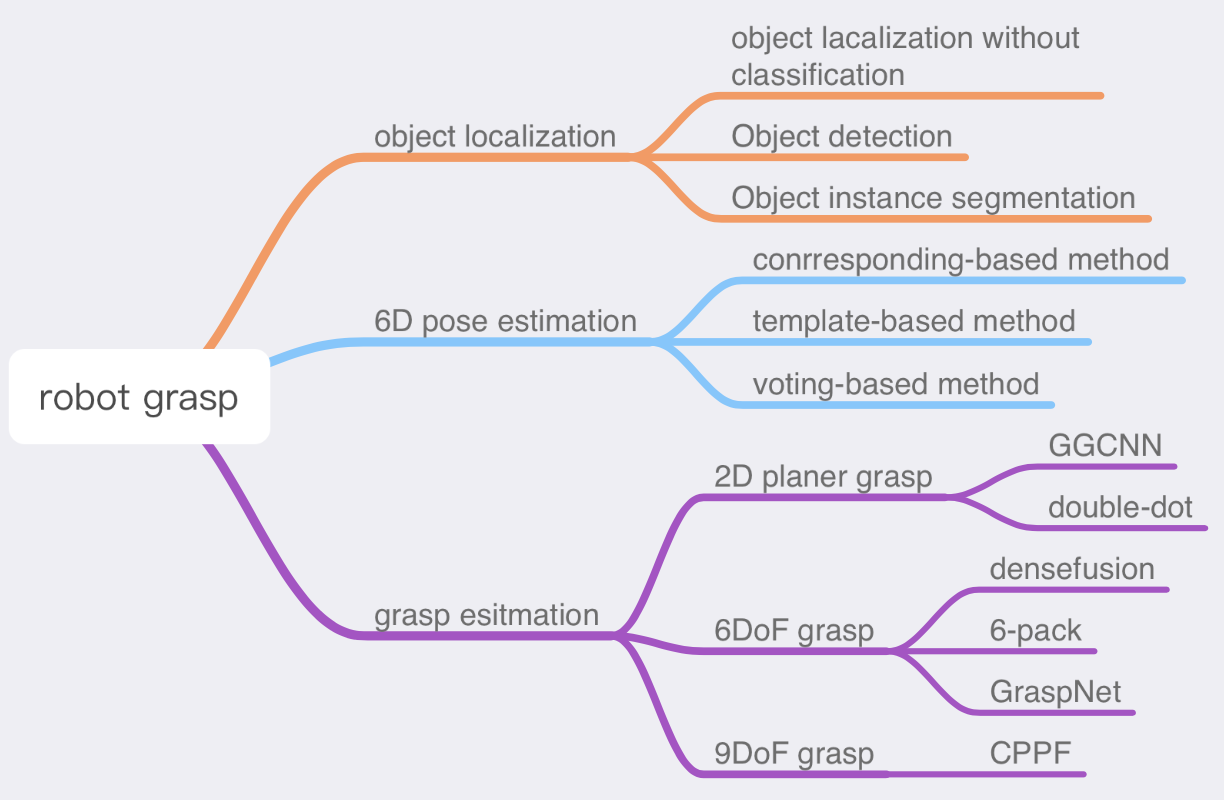 robot grasp
object localization
object lacalization without
classification
Object detection
Object instance segmentation
6D pose estimation
conrresponding-based method
template-based method
voting-based method
grasp esitmation
2D planer grasp
GGCNN
double-dot
6DoF grasp
densefusion
6-pack
GraspNet
9DoF grasp
CPPF